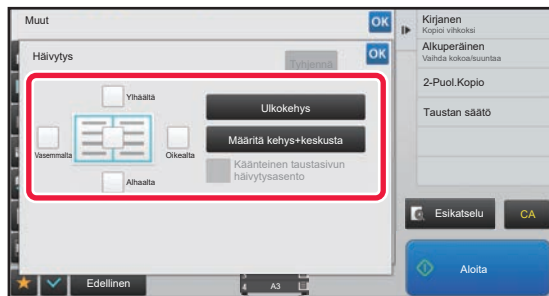 Muut
OK
Häivytys
OK
Tyhjennä
Ylhäältä
Vasemmalta
Oikealta
Alhaalta
Ulkokehys
Määritä kehys+keskusta
Käänteinen taustasivun
häivytysasento
Kirjanen
Kopioi vihkoksi
Alkuperäinen
Vaihda kokoa/suuntaa
2-Puol.Kopio
Taustan säätö
Esikatselu
CA
Aloita
Edellinen
4
A3